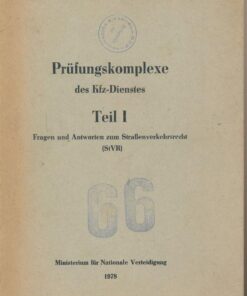 Prüfungskomplexe
des Kfz-Dienstes
Teil I
Fragen und Antworten zum Straßenverkehrsrecht
(StVR)
66
Ministerium für Nationale Verteidigung
1978